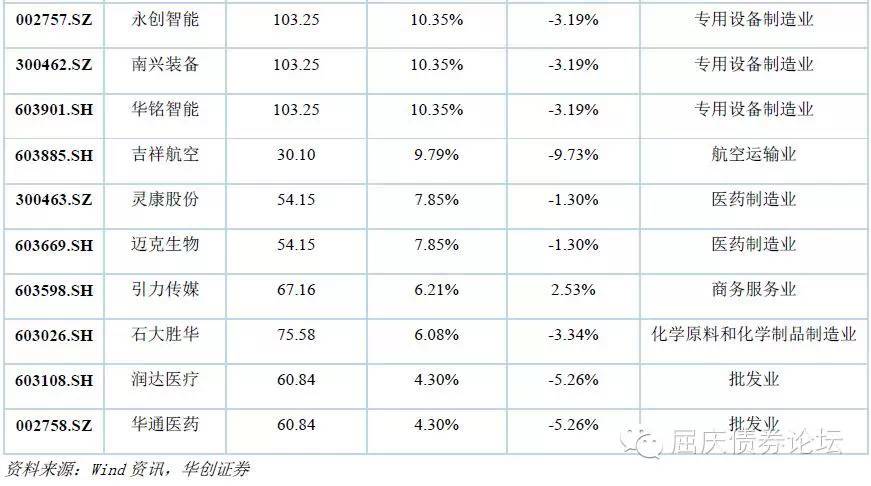 002757.SZ 永创智能 103.25 10.35% -3.19% 专用设备制造业
300462.SZ 南兴装备 103.25 10.35% -3.19% 专用设备制造业
603901.SH 华铭智能 103.25 10.35% -3.19% 专用设备制造业
603885.SH 吉祥航空 30.10 9.79% -9.73% 航空运输业
300463.SZ 灵康股份 54.15 7.85% -1.30% 医药制造业
603669.SH 迈克生物 54.15 7.85% -1.30% 医药制造业
603598.SH 引力传媒 67.16 6.21% 2.53% 商务服务业
603026.SH 石大胜华 75.58 6.08% -3.34% 化学原料和化学制品制造业
603108.SH 润达医疗 60.84 4.30% -5.26% 批发业
002758.SZ 华通医药 60.84 4.30% -5.26% 批发业
屈庆债券论坛
资料来源：Wind 资讯，华创证券